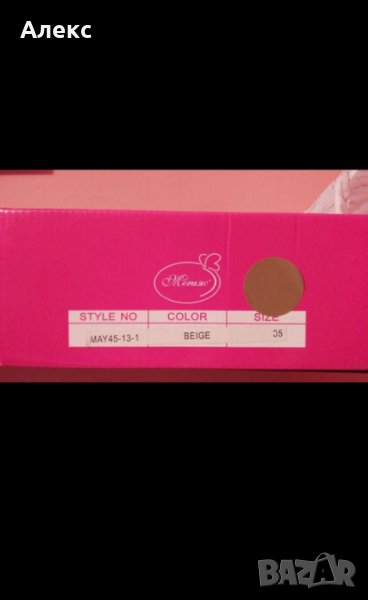 Алекс
STYLE NO COLOR SIZE
MAY45-13-1 BEIGE 35
BAZAR